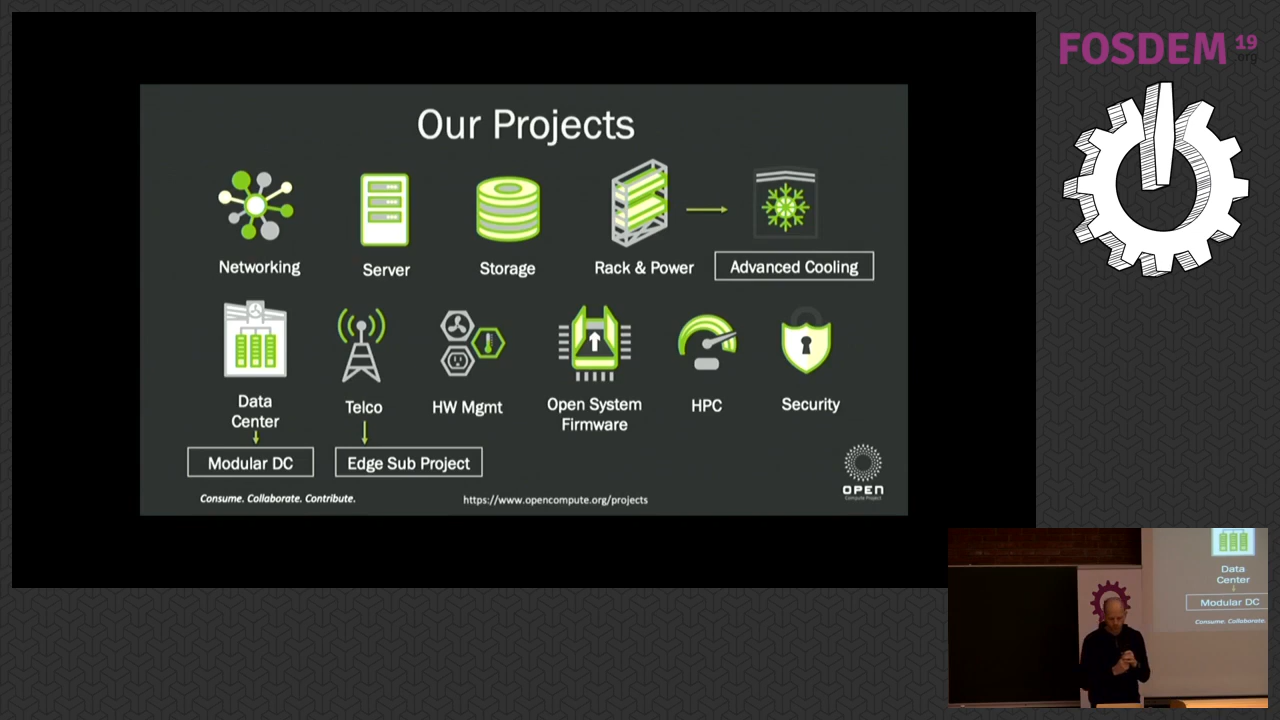 FOSDEM 19
.org
Our Projects
Networking
Server
Storage
Rack & Power
Advanced Cooling
Data
Center
Telco
HW Mgmt
Open System
Firmware
HPC
Security
Modular DC
Edge Sub Project
Consume. Collaborate. Contribute.
https://www.opencompute.org/projects
OPEN
Compute Project
Data
Center
Modular DC
Consume. Collaborate.